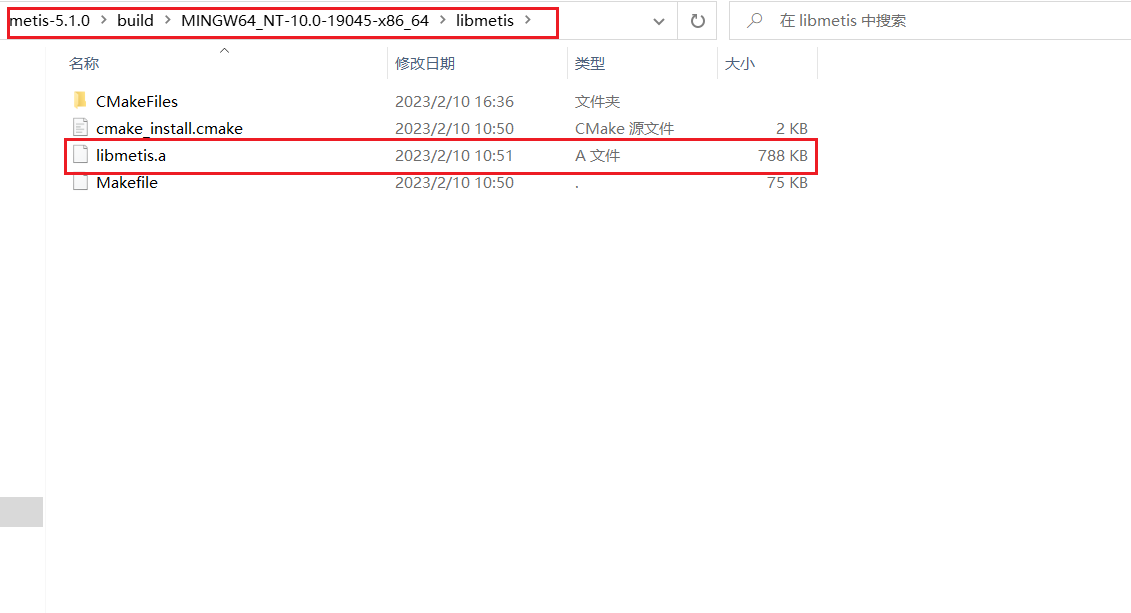 metis-5.1.0 > build > MINGW64_NT-10.0-19045-x86_64 > libmetis > 在 libmetis 中搜索
名称 修改日期 类型 大小
CMakeFiles 2023/2/10 16:36 文件夹
cmake_install.cmake 2023/2/10 10:50 CMake 源文件 2 KB
libmetis.a 2023/2/10 10:51 A 文件 788 KB
Makefile 2023/2/10 10:50 . 75 KB